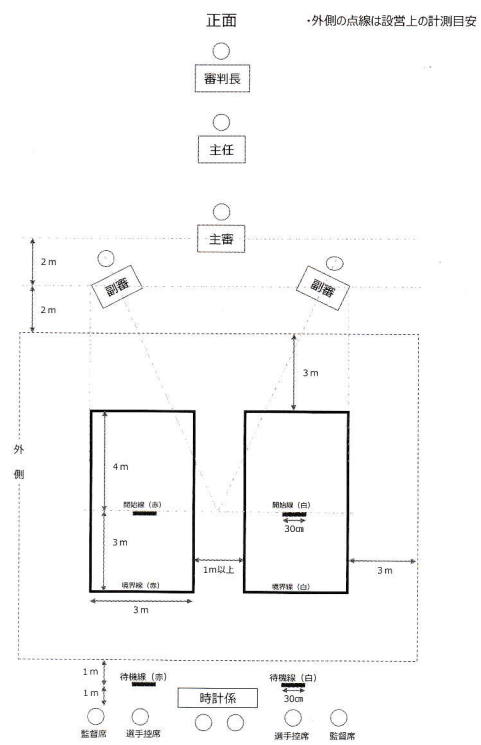 正面
・外側の点線は設営上の計測目安
審判長
主任
主審
2m
副審
副審
2m
3m
外側
4m
開始線（赤）
開始線（白）
30㎝
3m
1m以上
3m
境界線（赤）
境界線（白）
3m
1m
待機線（赤）
待機線（白）
1m
時計係
30㎝
監督席
選手控席
選手控席
監督席